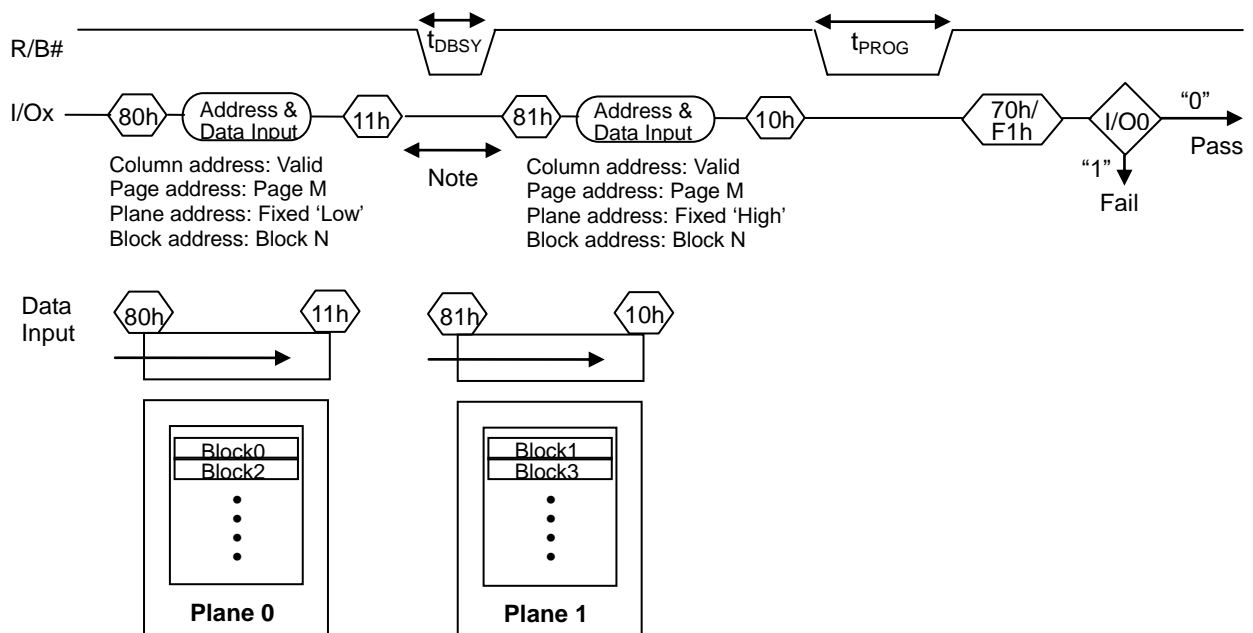 R/B#
tDBSY
tPROG
I/Ox
80h
Address &
Data Input
11h
81h
Address &
Data Input
10h
70h/
F1h
I/O0
“0”
Pass
“1”
Fail
Note
Column address: Valid
Page address: Page M
Plane address: Fixed ‘Low’
Block address: Block N
Column address: Valid
Page address: Page M
Plane address: Fixed ‘High’
Block address: Block N
Data
Input
80h
11h
81h
10h
Block0
Block2
Plane 0
Block1
Block3
Plane 1